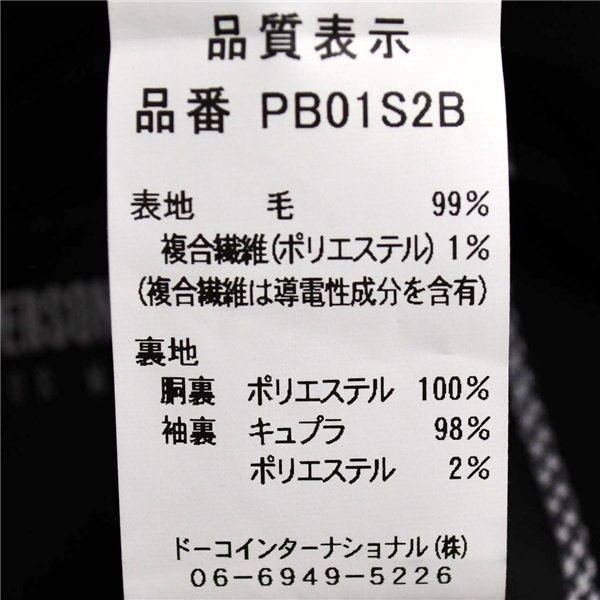 品質表示
品番 PB01S2B
表地 毛 99%
複合繊維(ポリエステル) 1%
(複合繊維は導電性成分を含有)
裏地
胴裏 ポリエステル 100%
袖裏 キュプラ 98%
ポリエステル 2%
ドーコインターナショナル(株)
06-6949-5226
ERSON